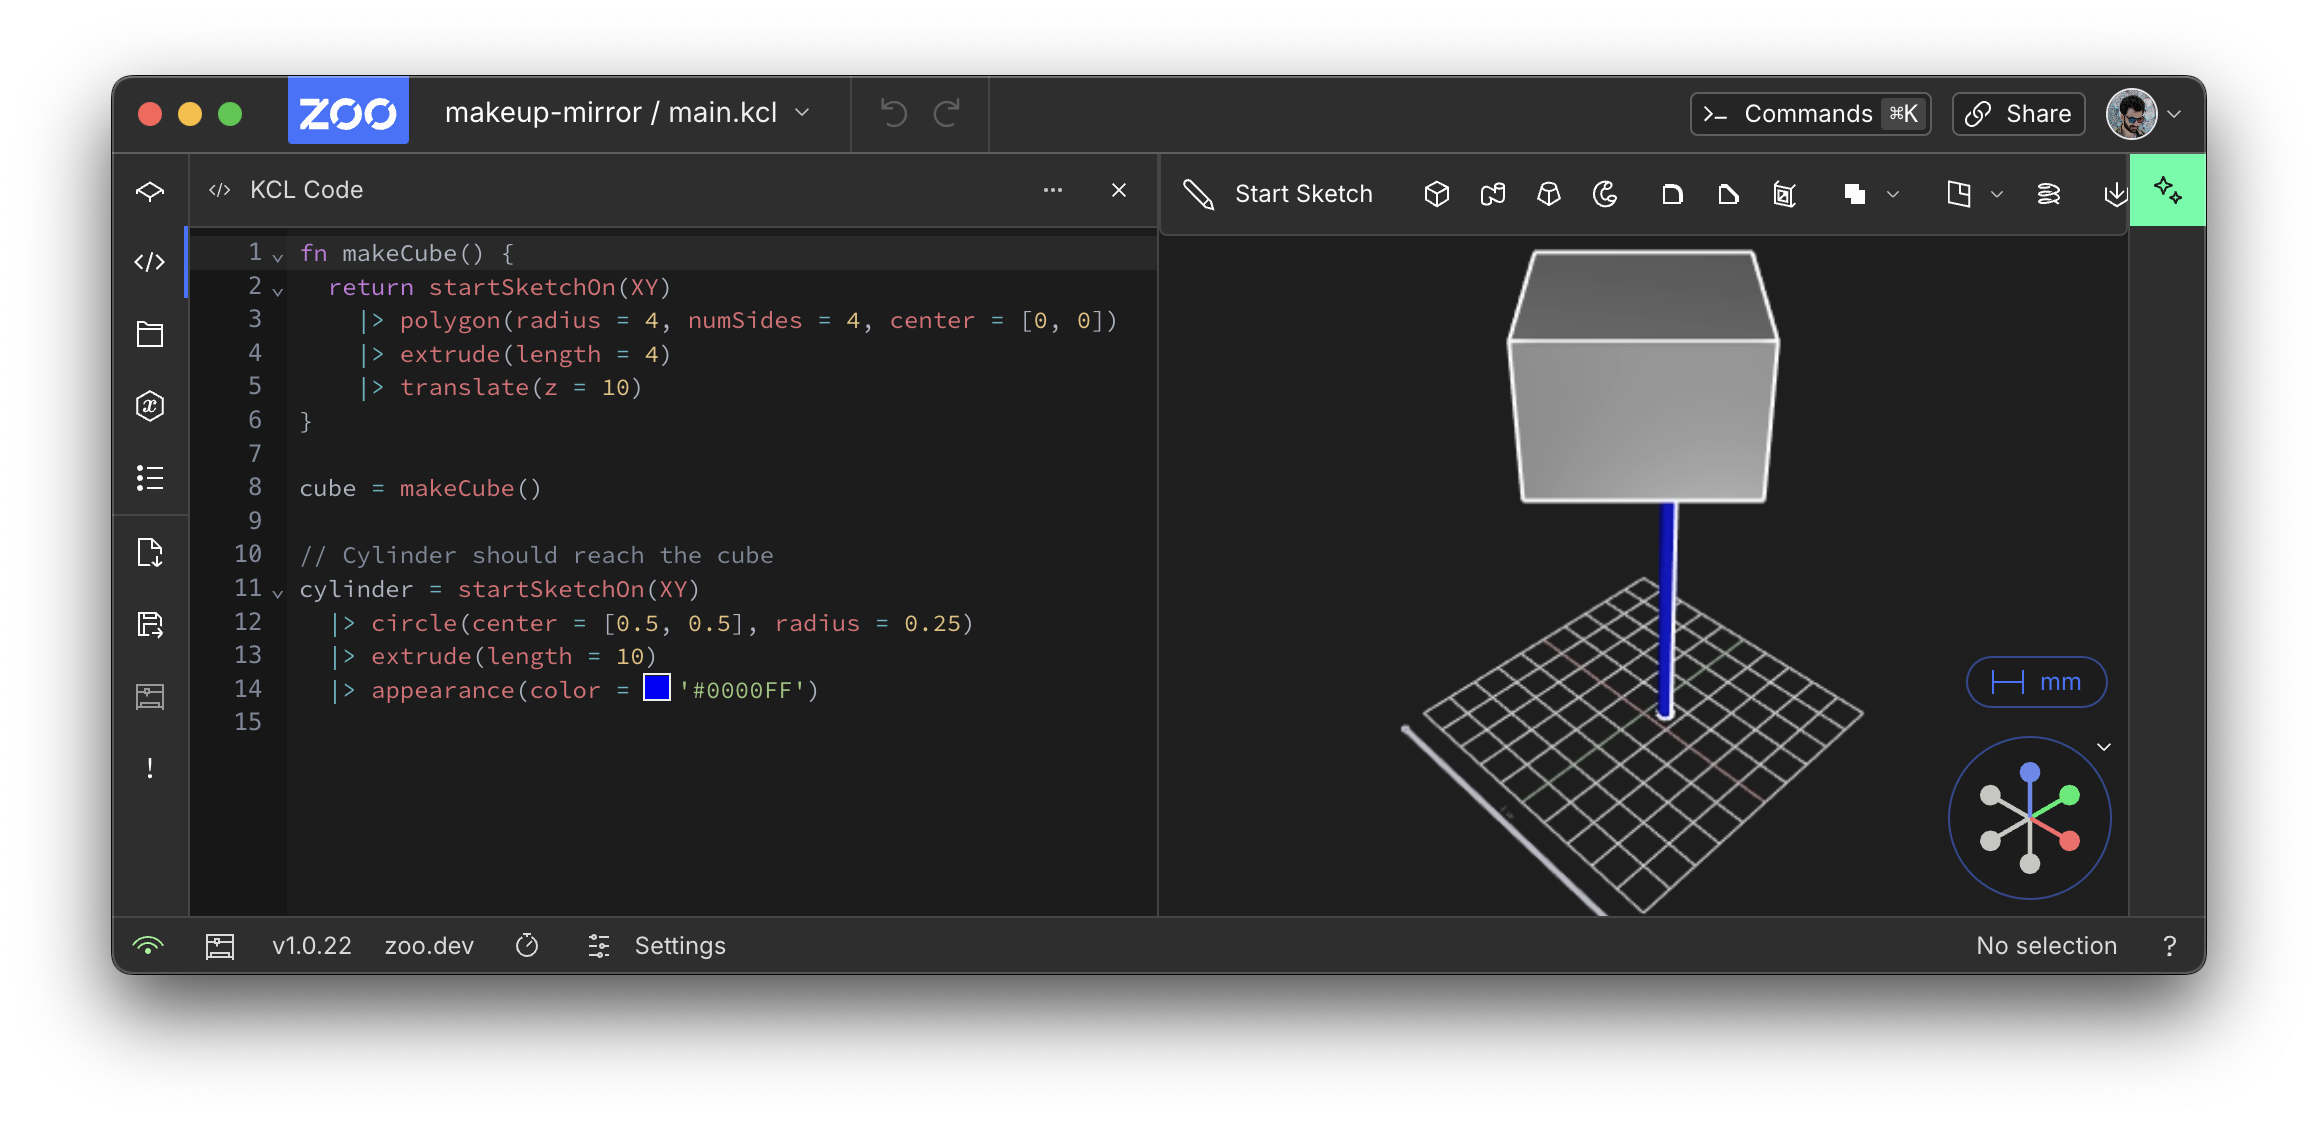 ZOO
makeup-mirror / main.kcl
Commands ⌘K
Share
</> KCL Code
Start Sketch
1 fn makeCube() {
2 return startSketchOn(XY)
3 |> polygon(radius = 4, numSides = 4, center = [0, 0])
4 |> extrude(length = 4)
5 |> translate(z = 10)
6 }
7
8 cube = makeCube()
9
10 // Cylinder should reach the cube
11 cylinder = startSketchOn(XY)
12 |> circle(center = [0.5, 0.5], radius = 0.25)
13 |> extrude(length = 10)
14 |> appearance(color = '#0000FF')
15
mm
v1.0.22
zoo.dev
Settings
No selection
?